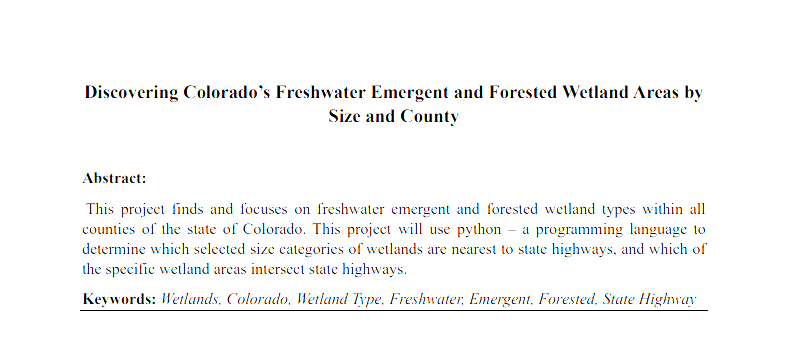 Discovering Colorado’s Freshwater Emergent and Forested Wetland Areas by
Size and County
Abstract:
This project finds and focuses on freshwater emergent and forested wetland types within all
counties of the state of Colorado. This project will use python – a programming language to
determine which selected size categories of wetlands are nearest to state highways, and which of
the specific wetland areas intersect state highways.
Keywords: Wetlands, Colorado, Wetland Type, Freshwater, Emergent, Forested, State Highway